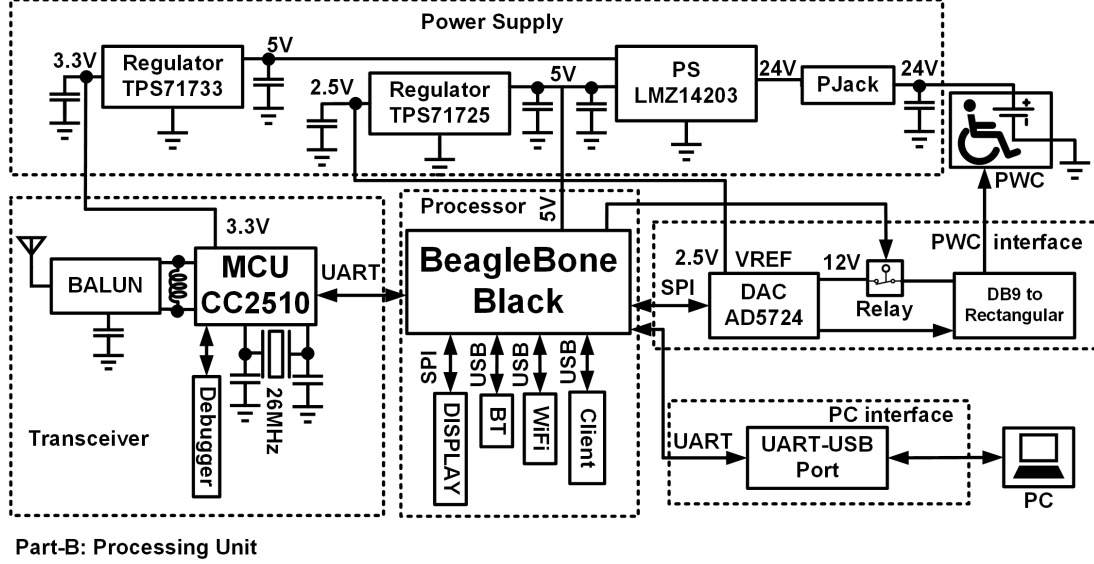 Power Supply
3.3V
Regulator
TPS71733
5V
2.5V
Regulator
TPS71725
5V
PS
LMZ14203
24V
PJack
24V
+
-
PWC
Processor
5V
3.3V
BALUN
MCU
CC2510
UART
BeagleBone
Black
SPI
2.5V
VREF
DAC
AD5724
12V
Relay
PWC interface
DB9 to
Rectangular
Debugger
26MHz
Transceiver
SPI
USB
USB
USB
DISPLAY
BT
WiFi
Client
PC interface
UART
UART-USB
Port
PC
Part-B: Processing Unit